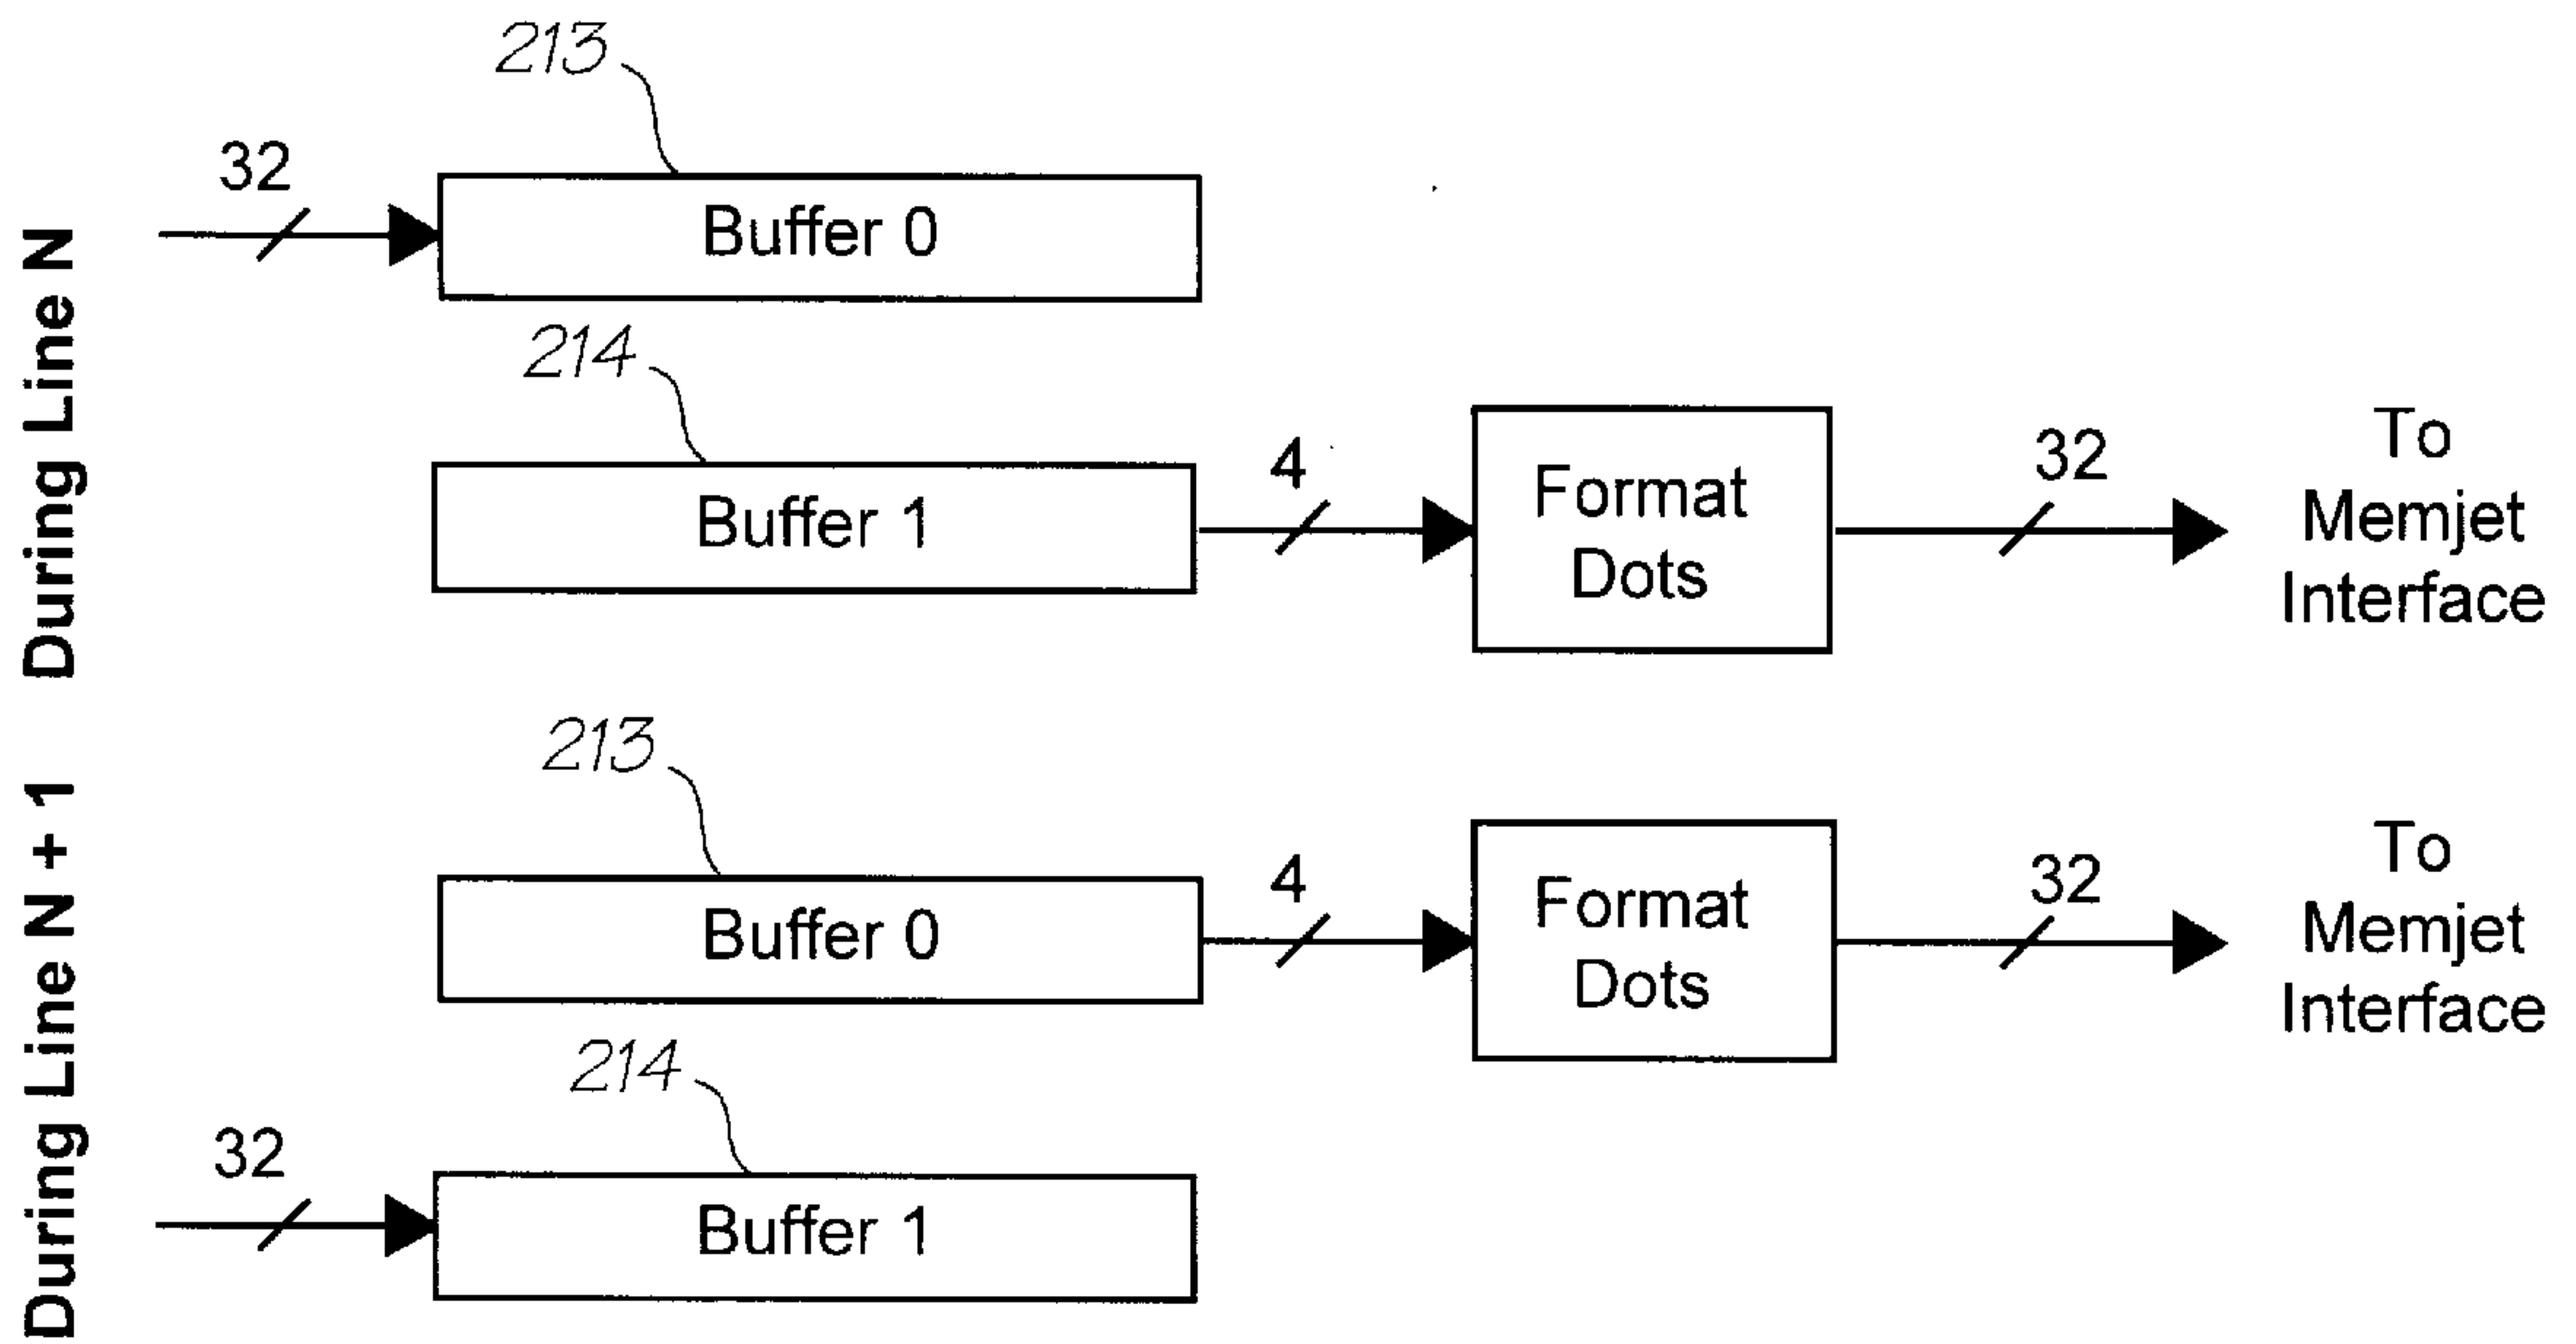 During Line N
213
32
Buffer 0
214
Buffer 1
4
Format
Dots
32
To
Memjet
Interface
During Line N + 1
213
Buffer 0
4
Format
Dots
32
To
Memjet
Interface
214
32
Buffer 1